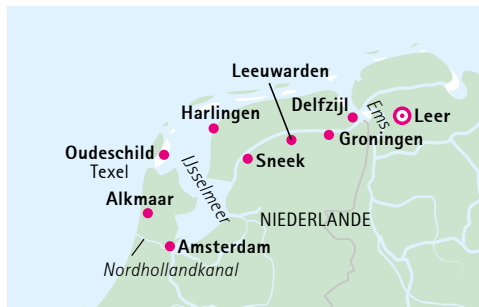 Leeuwarden
Harlingen
Delfzijl
Ems
Leer
Groningen
Oudeschild
Texel
IJsselmeer
Sneek
Alkmaar
NIEDERLANDE
Amsterdam
Nordhollandkanal